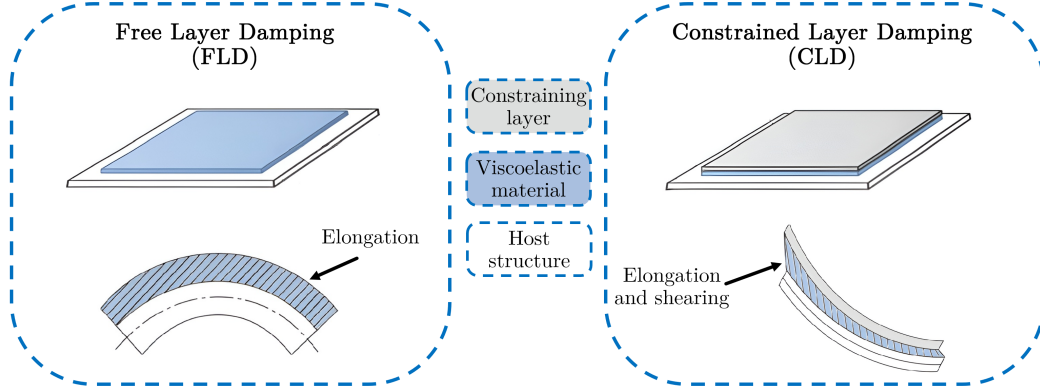 Free Layer Damping
(FLD)
Elongation
Constraining
layer
Viscoelastic
material
Host
structure
Constrained Layer Damping
(CLD)
Elongation
and shearing